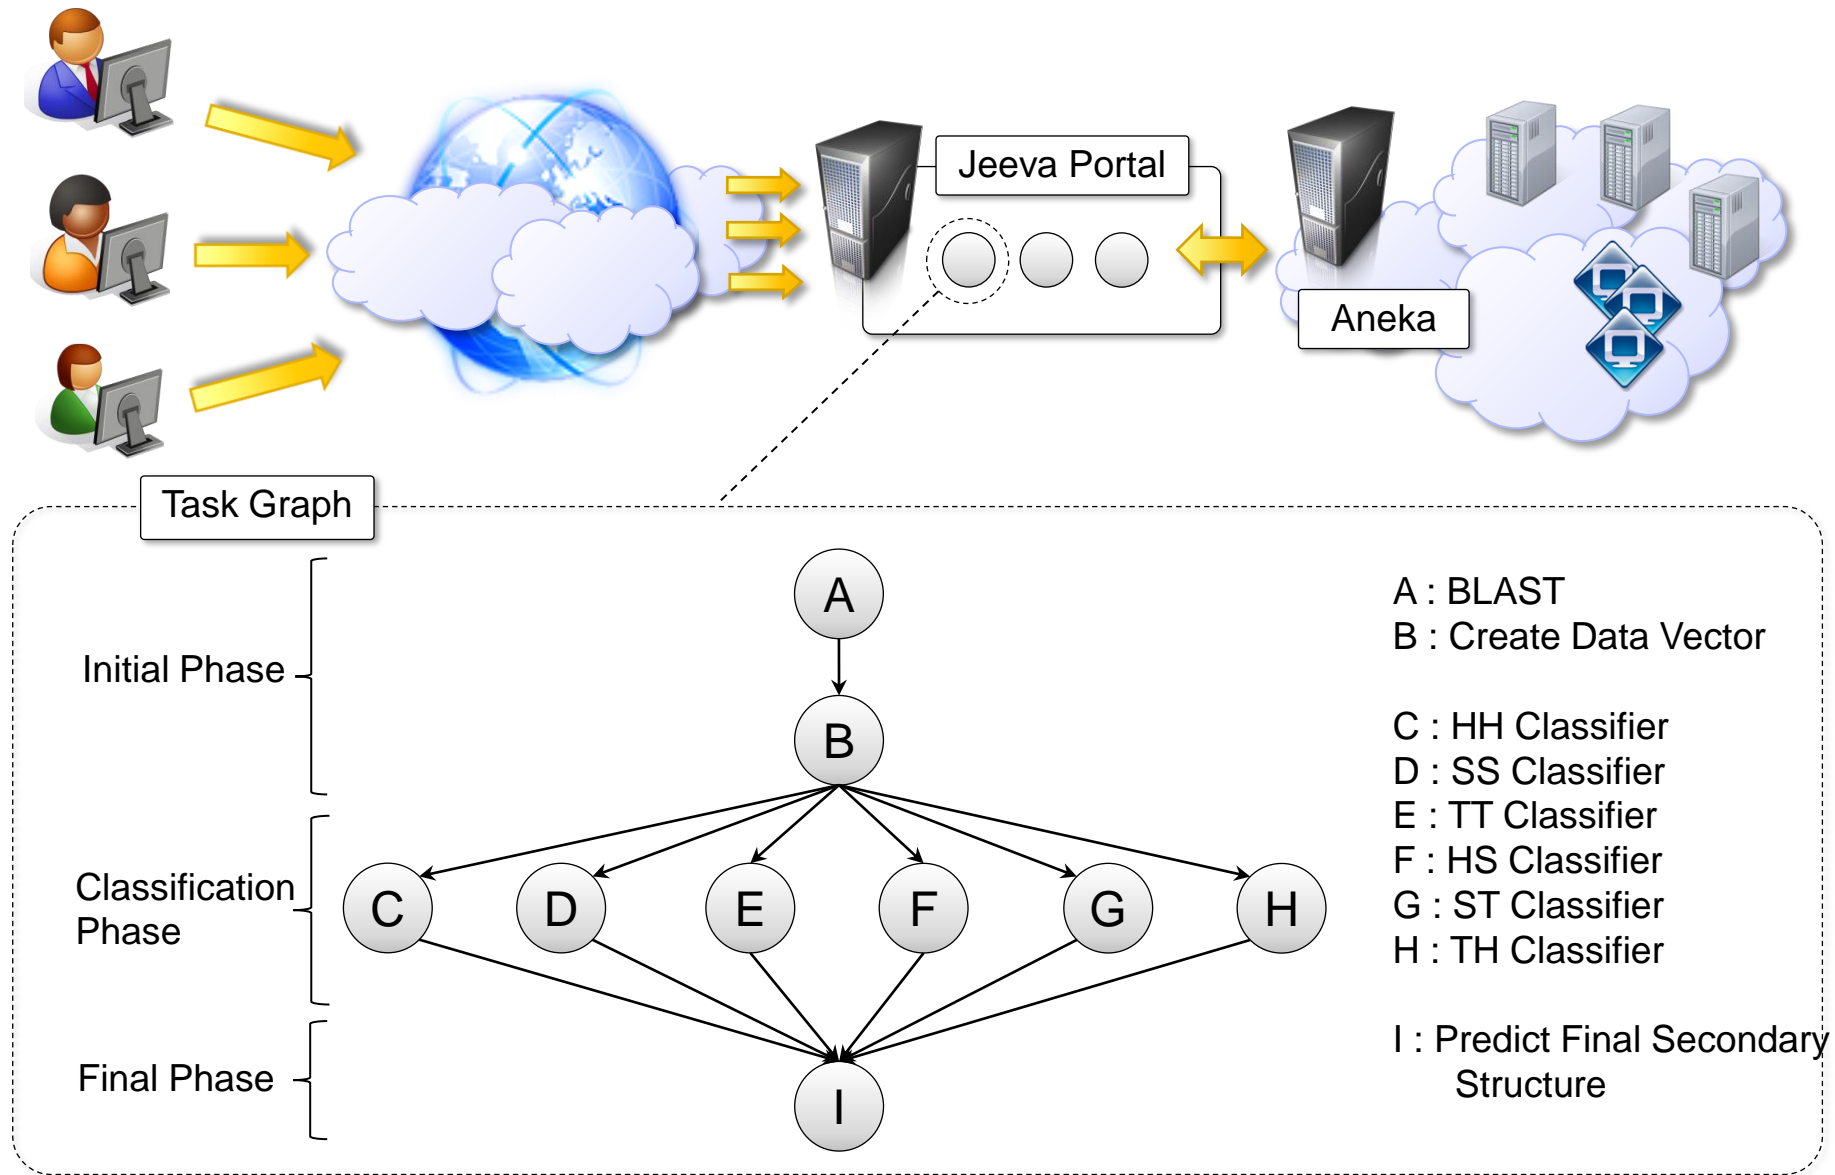 Jeeva Portal
Aneka
Task Graph
Initial Phase
Classification
Phase
Final Phase
A
B
C
D
E
F
G
H
I
A : BLAST
B : Create Data Vector
C : HH Classifier
D : SS Classifier
E : TT Classifier
F : HS Classifier
G : ST Classifier
H : TH Classifier
I : Predict Final Secondary
Structure